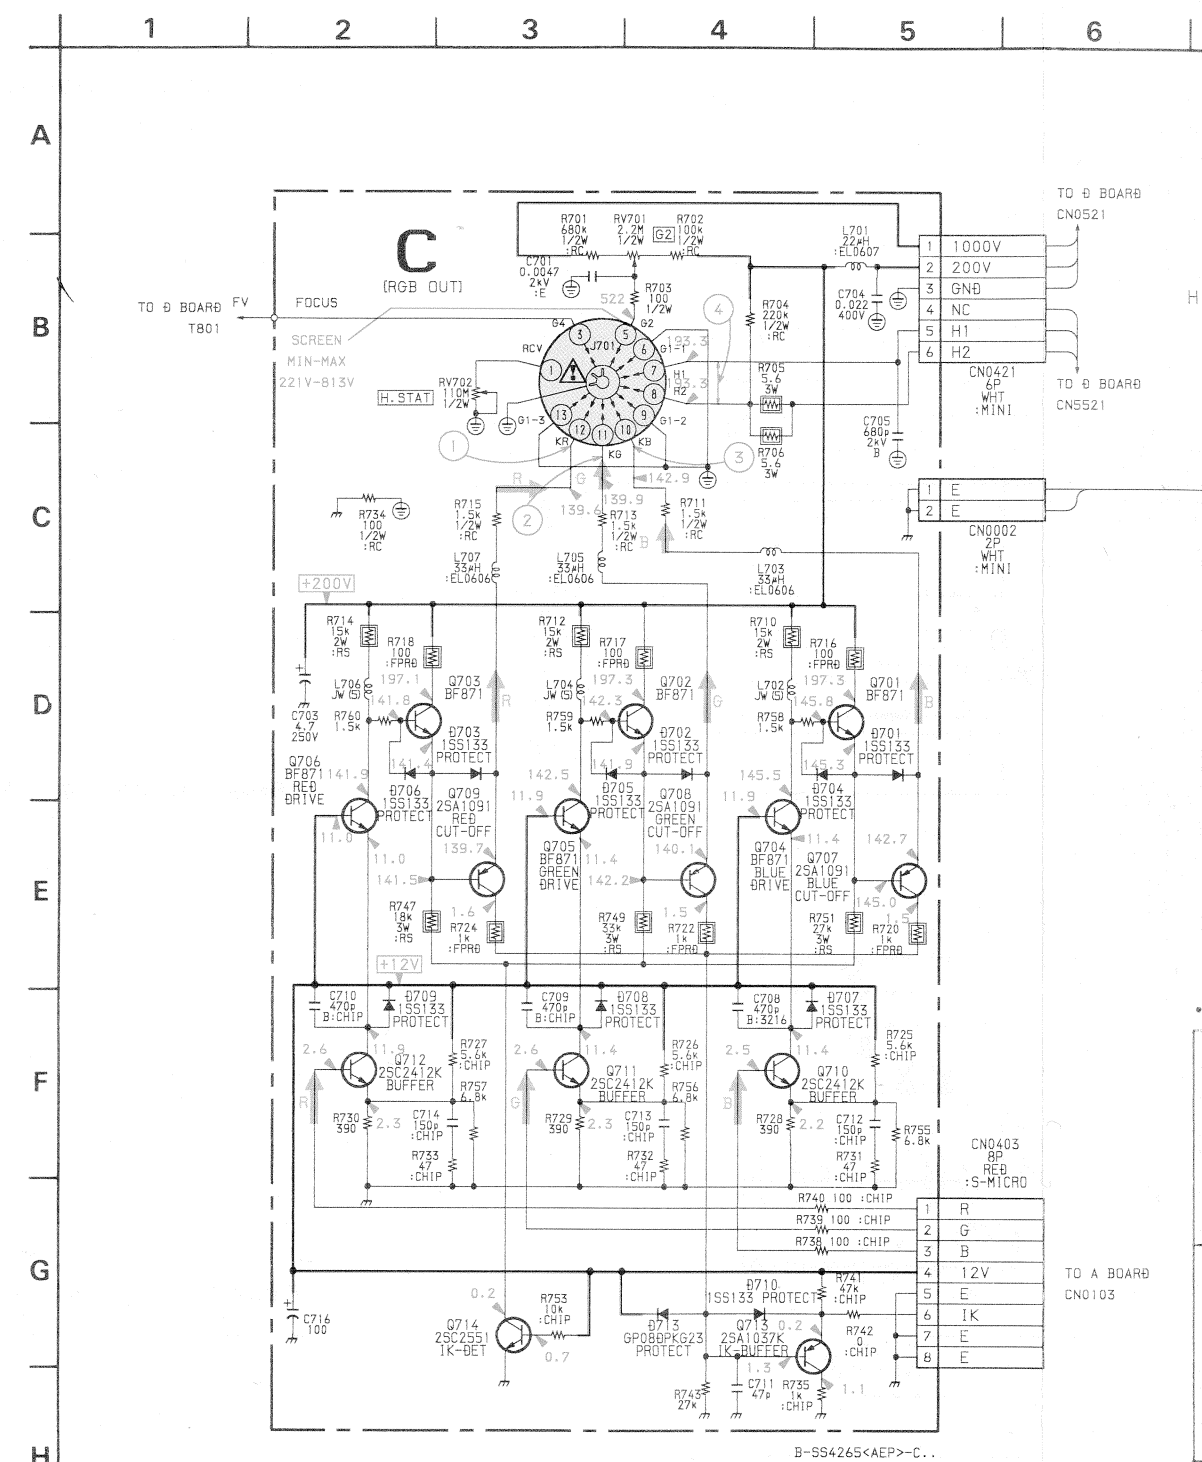 1 2 3 4 5 6
A
B
C
D
E
F
G
H
C
(RGB OUT)
TO D BOARD
CN0521
1 1000V
2 200V
3 GND
4 NC
5 H1
6 H2
CN0421
6P
WHT
:MINI
TO D BOARD
CN5521
H
R701
680k
1/2W
:RC
RV701
2.2M
1/2W
G2
R702
100k
1/2W
:RC
C701
0.0047
2kV
:E
R703
100
1/2W
522
L701
22µH
:EL0607
C704
0.022
400V
R704
220k
1/2W
:RC
4
TO D BOARD FV
T801
FOCUS
SCREEN
MIN-MAX
221V-813V
RCV
G4
G2
J701
3
5
6
7
8
9
10
11
12
13
1
G1-1
193.3
H1
193.3
H2
G1-2
G1-3
KR
KG
KB
RV702
110M
1/2W
H.STAT
R705
5.6
3W
R706
5.6
3W
C705
680p
2kV
B
1
2
3
R
G
B
142.9
139.9
139.6
1 E
2 E
CN0002
2P
WHT
:MINI
R734
100
1/2W
:RC
R715
1.5k
1/2W
:RC
R713
1.5k
1/2W
:RC
R711
1.5k
1/2W
:RC
L707
33µH
:EL0606
L705
33µH
:EL0606
L703
33µH
:EL0606
+200V
R714
15k
2W
:RS
R718
100
:FPRD
R712
15k
2W
:RS
R717
100
:FPRD
R710
15k
2W
:RS
R716
100
:FPRD
C703
4.7
250V
L706
JW(5)
197.1
141.8
Q703
BF871
R760
1.5k
D703
1SS133
PROTECT
141.4
R
L704
JW(5)
197.3
142.3
Q702
BF871
R759
1.5k
D702
1SS133
PROTECT
141.9
G
L702
JW(5)
197.3
145.8
Q701
BF871
R758
1.5k
D701
1SS133
PROTECT
145.3
B
Q706
BF871
RED
DRIVE
141.9
D706
1SS133
PROTECT
Q709
2SA1091
RED
CUT-OFF
139.7
11.0
11.0
141.5
1.6
142.5
11.9
D705
1SS133
PROTECT
Q708
2SA1091
GREEN
CUT-OFF
140.1
Q705
BF871
GREEN
DRIVE
11.4
142.2
1.5
145.5
11.9
D704
1SS133
PROTECT
11.4
142.7
Q704
BF871
BLUE
DRIVE
Q707
2SA1091
BLUE
CUT-OFF
145.0
1.5
R747
18k
3W
:RS
R724
1k
:FPRD
R749
33k
3W
:RS
R722
1k
:FPRD
R751
27k
3W
:RS
R720
1k
:FPRD
+12V
C710
470p
B:CHIP
D709
1SS133
PROTECT
C709
470p
B:CHIP
D708
1SS133
PROTECT
C708
470p
B:3216
D707
1SS133
PROTECT
2.6
11.9
Q712
2SC2412K
BUFFER
R727
5.6k
:CHIP
R757
6.8k
2.6
11.4
Q711
2SC2412K
BUFFER
R726
5.6k
:CHIP
R756
6.8k
2.5
11.4
Q710
2SC2412K
BUFFER
R725
5.6k
:CHIP
R
G
B
R730
390
2.3
C714
150p
:CHIP
R733
47
:CHIP
R729
390
2.3
C713
150p
:CHIP
R732
47
:CHIP
R728
390
2.2
C712
150p
:CHIP
R731
47
:CHIP
R755
6.8k
CN0403
8P
RED
:S-MICRO
R740 100 :CHIP
R739 100 :CHIP
R738 100 :CHIP
1 R
2 G
3 B
4 12V
5 E
6 IK
7 E
8 E
TO A BOARD
CN0103
C716
100
0.2
R753
10k
:CHIP
Q714
2SC2551
IK-DET
0.7
D710
1SS133 PROTECT
R741
47k
:CHIP
D713
GP08DPKG23
PROTECT
Q713
2SA1037K
IK-BUFFER
0.2
R742
0
:CHIP
1.3
1.1
R743
27k
C711
47p
R735
1k
:CHIP
B-SS4265<AEP>-C..